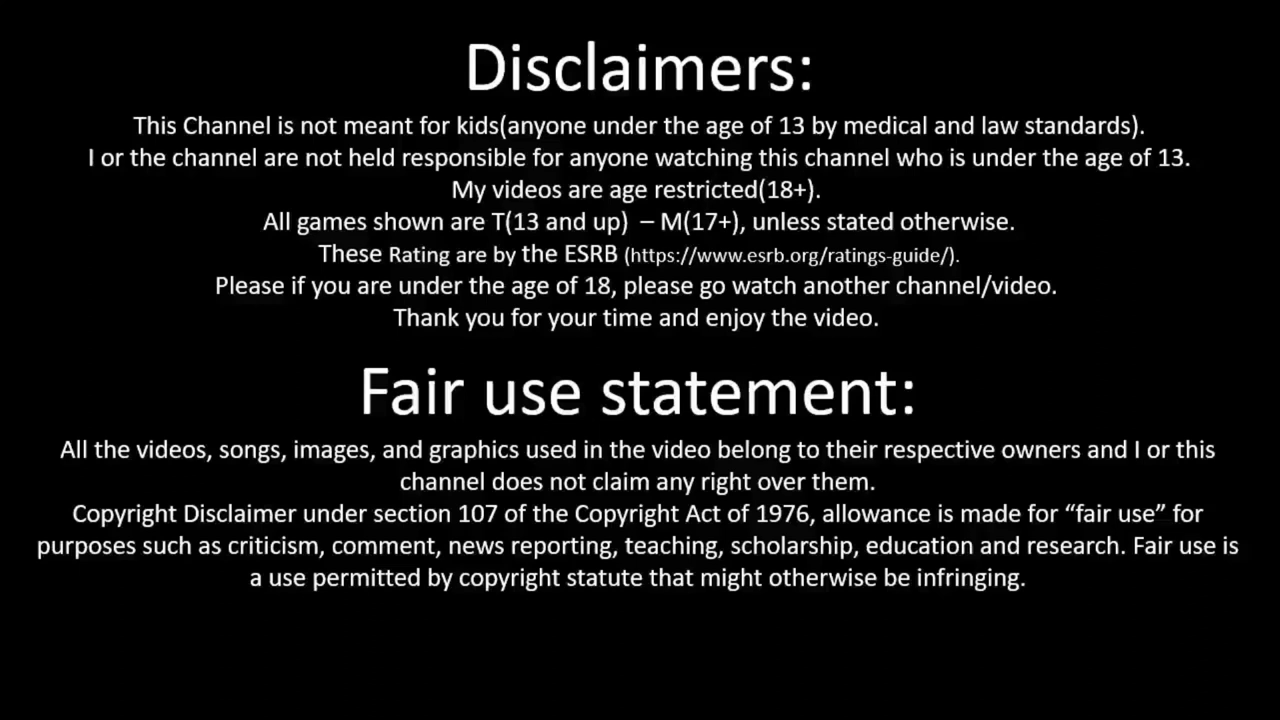 Disclaimers:
This Channel is not meant for kids(anyone under the age of 13 by medical and law standards).
I or the channel are not held responsible for anyone watching this channel who is under the age of 13.
My videos are age restricted(18+).
All games shown are T(13 and up)  – M(17+), unless stated otherwise.
These Rating are by the ESRB (https://www.esrb.org/ratings-guide/).
Please if you are under the age of 18, please go watch another channel/video.
Thank you for your time and enjoy the video.
Fair use statement:
All the videos, songs, images, and graphics used in the video belong to their respective owners and I or this
channel does not claim any right over them.
Copyright Disclaimer under section 107 of the Copyright Act of 1976, allowance is made for “fair use” for
purposes such as criticism, comment, news reporting, teaching, scholarship, education and research. Fair use is
a use permitted by copyright statute that might otherwise be infringing.